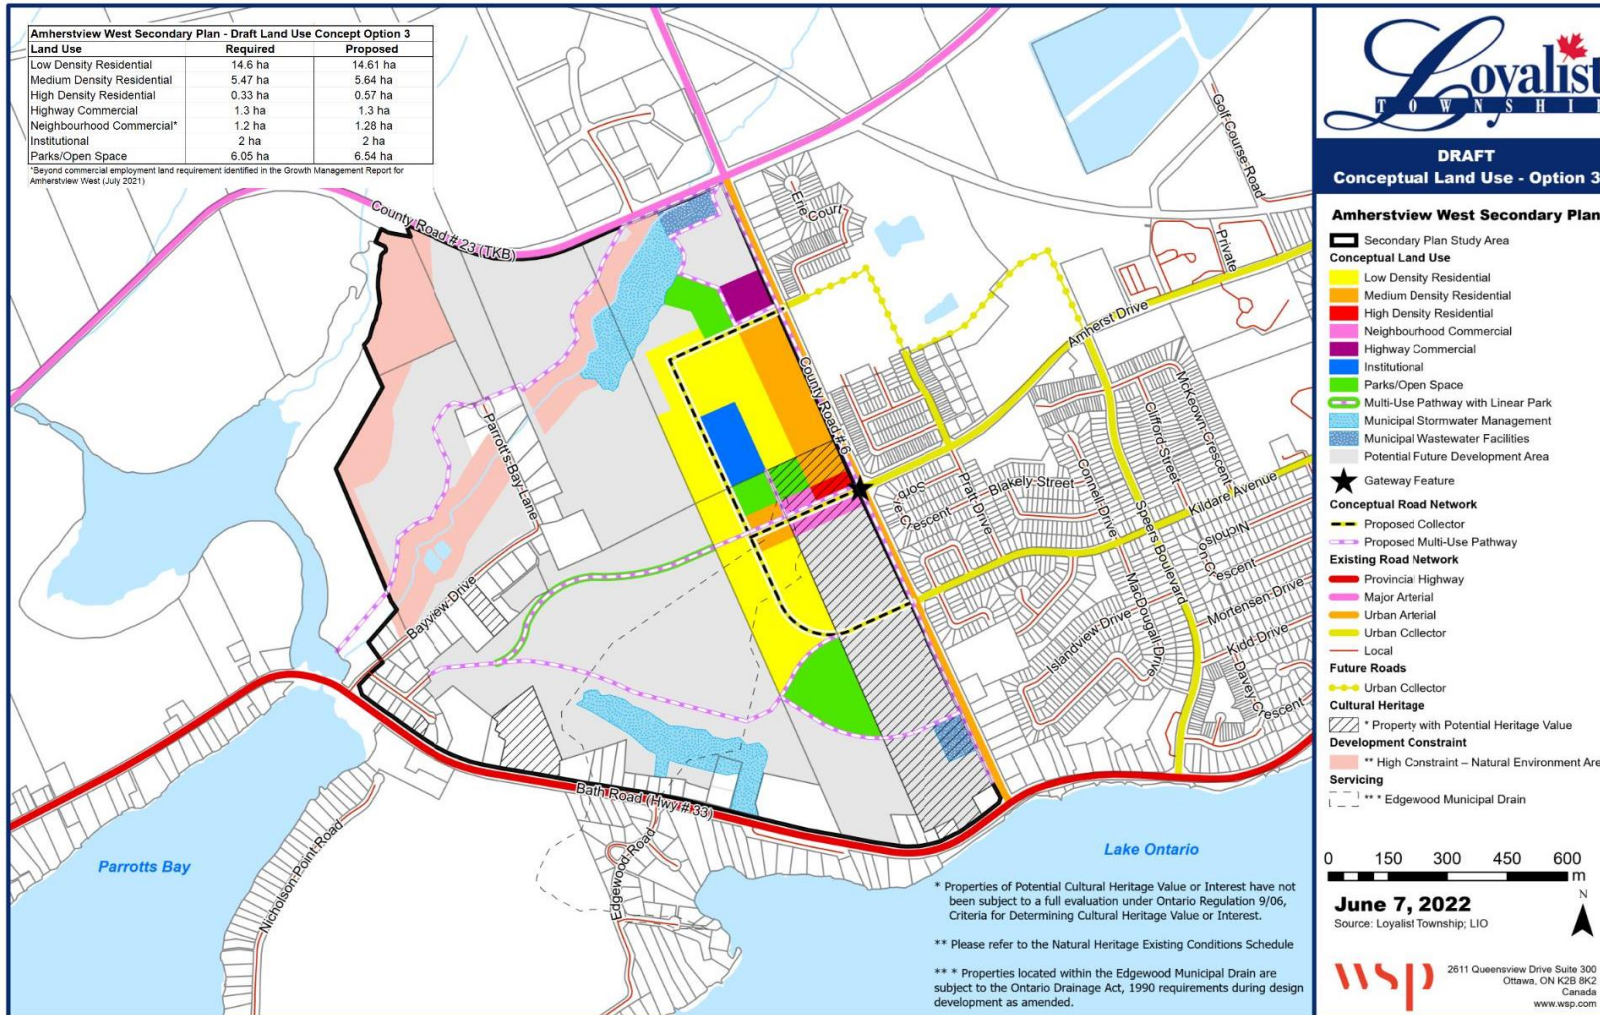 Amherstview West Secondary Plan - Draft Land Use Concept Option 3
Land Use Required Proposed
Low Density Residential 14.6 ha 14.61 ha
Medium Density Residential 5.47 ha 5.64 ha
High Density Residential 0.33 ha 0.57 ha
Highway Commercial 1.3 ha 1.3 ha
Neighbourhood Commercial* 1.2 ha 1.28 ha
Institutional 2 ha 2 ha
Parks/Open Space 6.05 ha 6.54 ha
*Beyond commercial employment land requirement identified in the Growth Management Report for
Amherstview West (July 2021)
County Road # 23 (TKB)
Erie Court
Golf Course Road
Private
Amherst Drive
County Road # 6
Parrott's Bay Lane
Bayview Drive
Pratt Drive
Blakely Street
Crescent
Connell Drive
Clifford Street
McKeown Crescent
Speers Boulevard
Kildare Avenue
Nicholson Crescent
Mortensen Drive
MacDougall Drive
Islandview Drive
Kidd Drive
Davey Crescent
Bath Road (Hwy # 33)
Edgewood Road
Nicholson Point Road
Parrotts Bay
Lake Ontario
* Properties of Potential Cultural Heritage Value or Interest have not
been subject to a full evaluation under Ontario Regulation 9/06,
Criteria for Determining Cultural Heritage Value or Interest.
** Please refer to the Natural Heritage Existing Conditions Schedule
** * Properties located within the Edgewood Municipal Drain are
subject to the Ontario Drainage Act, 1990 requirements during design
development as amended.
Loyalist
TOWNSHI
DRAFT
Conceptual Land Use - Option 3
Amherstview West Secondary Plan
Secondary Plan Study Area
Conceptual Land Use
Low Density Residential
Medium Density Residential
High Density Residential
Neighbourhood Commercial
Highway Commercial
Institutional
Parks/Open Space
Multi-Use Pathway with Linear Park
Municipal Stormwater Management
Municipal Wastewater Facilities
Potential Future Development Area
Gateway Feature
Conceptual Road Network
Proposed Collector
Proposed Multi-Use Pathway
Existing Road Network
Provincial Highway
Major Arterial
Urban Arterial
Urban Collector
Local
Future Roads
Urban Collector
Cultural Heritage
* Property with Potential Heritage Value
Development Constraint
** High Constraint – Natural Environment Are
Servicing
** * Edgewood Municipal Drain
0 150 300 450 600
m
N
June 7, 2022
Source: Loyalist Township; LIO
wsp
2611 Queensview Drive Suite 300
Ottawa, ON K2B 8K2
Canada
www.wsp.com